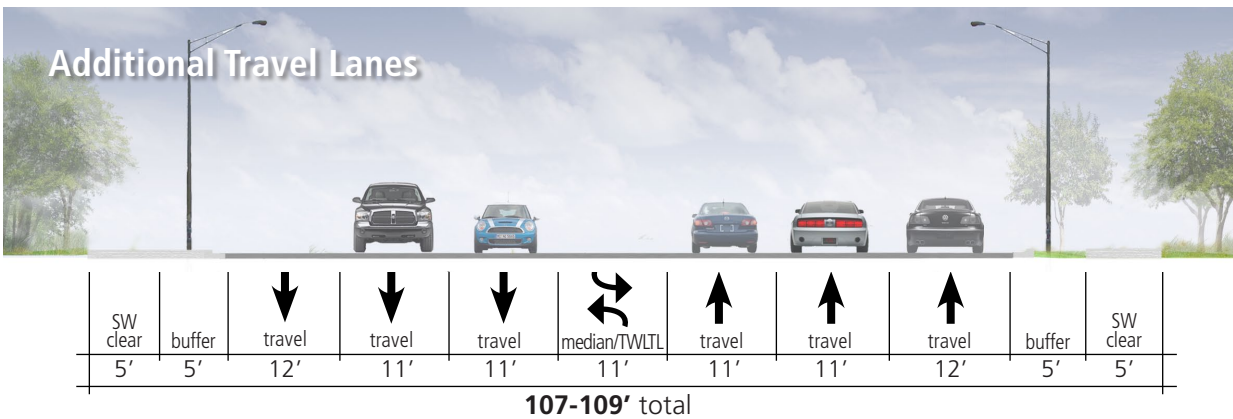 Additional Travel Lanes
SW
clear
buffer
travel
travel
travel
median/TWLTL
travel
travel
travel
buffer
SW
clear
5’ 5’ 12’ 11’ 11’ 11’ 11’ 11’ 12’ 5’ 5’
107-109’ total